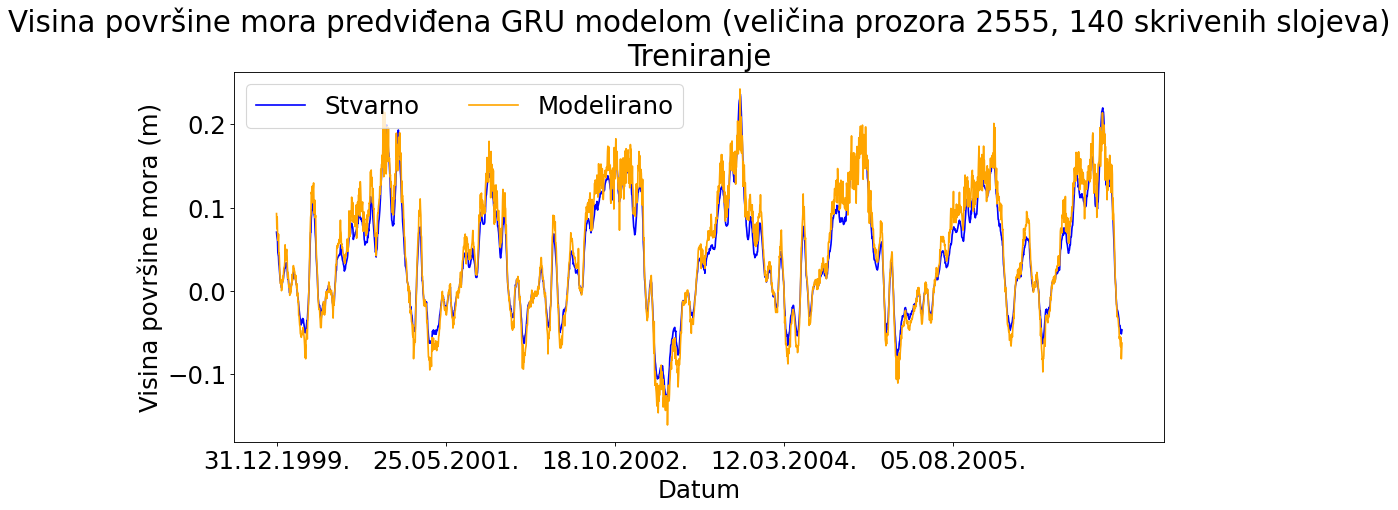 Visina površine mora predviđena GRU modelom (veličina prozora 2555, 140 skrivenih slojeva)
Treniranje
Stvarno
Modelirano
Visina površine mora (m)
0.2
0.1
0.0
−0.1
31.12.1999.
25.05.2001.
18.10.2002.
12.03.2004.
05.08.2005.
Datum